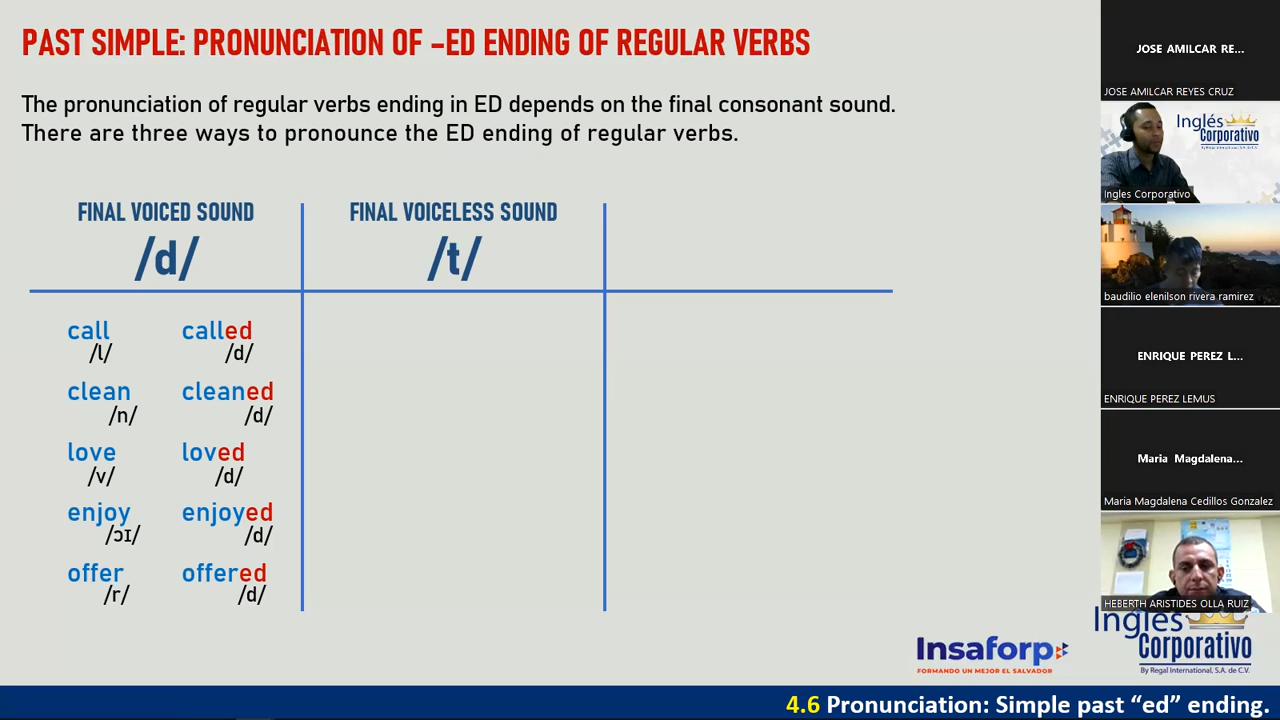 PAST SIMPLE: PRONUNCIATION OF –ED ENDING OF REGULAR VERBS
The pronunciation of regular verbs ending in ED depends on the final consonant sound.
There are three ways to pronounce the ED ending of regular verbs.
FINAL VOICED SOUND
/d/
FINAL VOICELESS SOUND
/t/
call called
/l/ /d/
clean cleaned
/n/ /d/
love loved
/v/ /d/
enjoy enjoyed
/ɔɪ/ /d/
offer offered
/r/ /d/
JOSE AMILCAR RE...
JOSE AMILCAR REYES CRUZ
Inglés
Corporativo
By Regal International, S.A. de C.V.
Ingles Corporativo
baudilio elenilson rivera ramirez
ENRIQUE PEREZ L...
ENRIQUE PEREZ LEMUS
Maria Magdalena...
Maria Magdalena Cedillos Gonzalez
HEBERTH ARISTIDES OLLA RUIZ
Insaforp
FORMANDO UN MEJOR EL SALVADOR
Inglés
Corporativo
By Regal International, S.A. de C.V.
4.6 Pronunciation: Simple past “ed” ending.